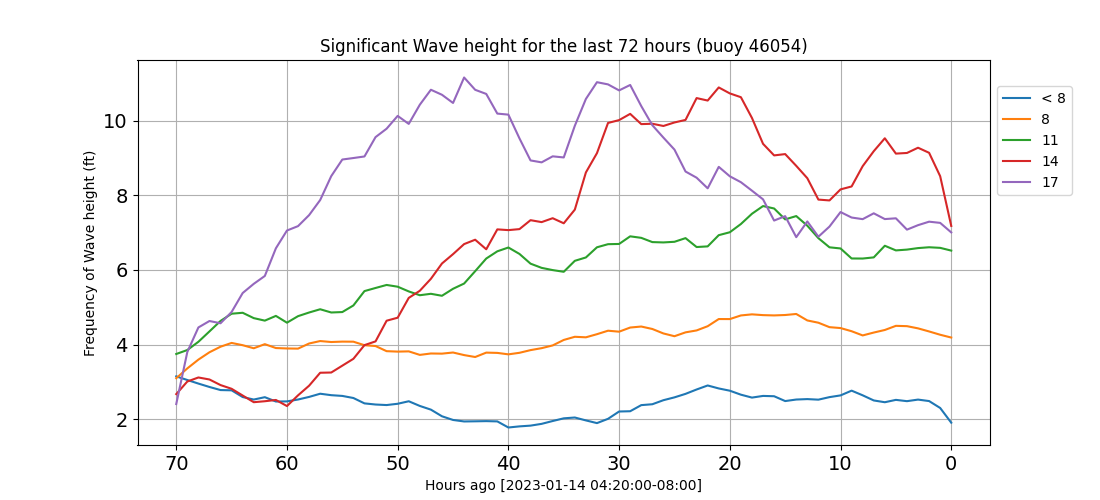 Significant Wave height for the last 72 hours (buoy 46054)
Frequency of Wave height (ft)
10
8
6
4
2
70 60 50 40 30 20 10 0
Hours ago [2023-01-14 04:20:00-08:00]
< 8
8
11
14
17